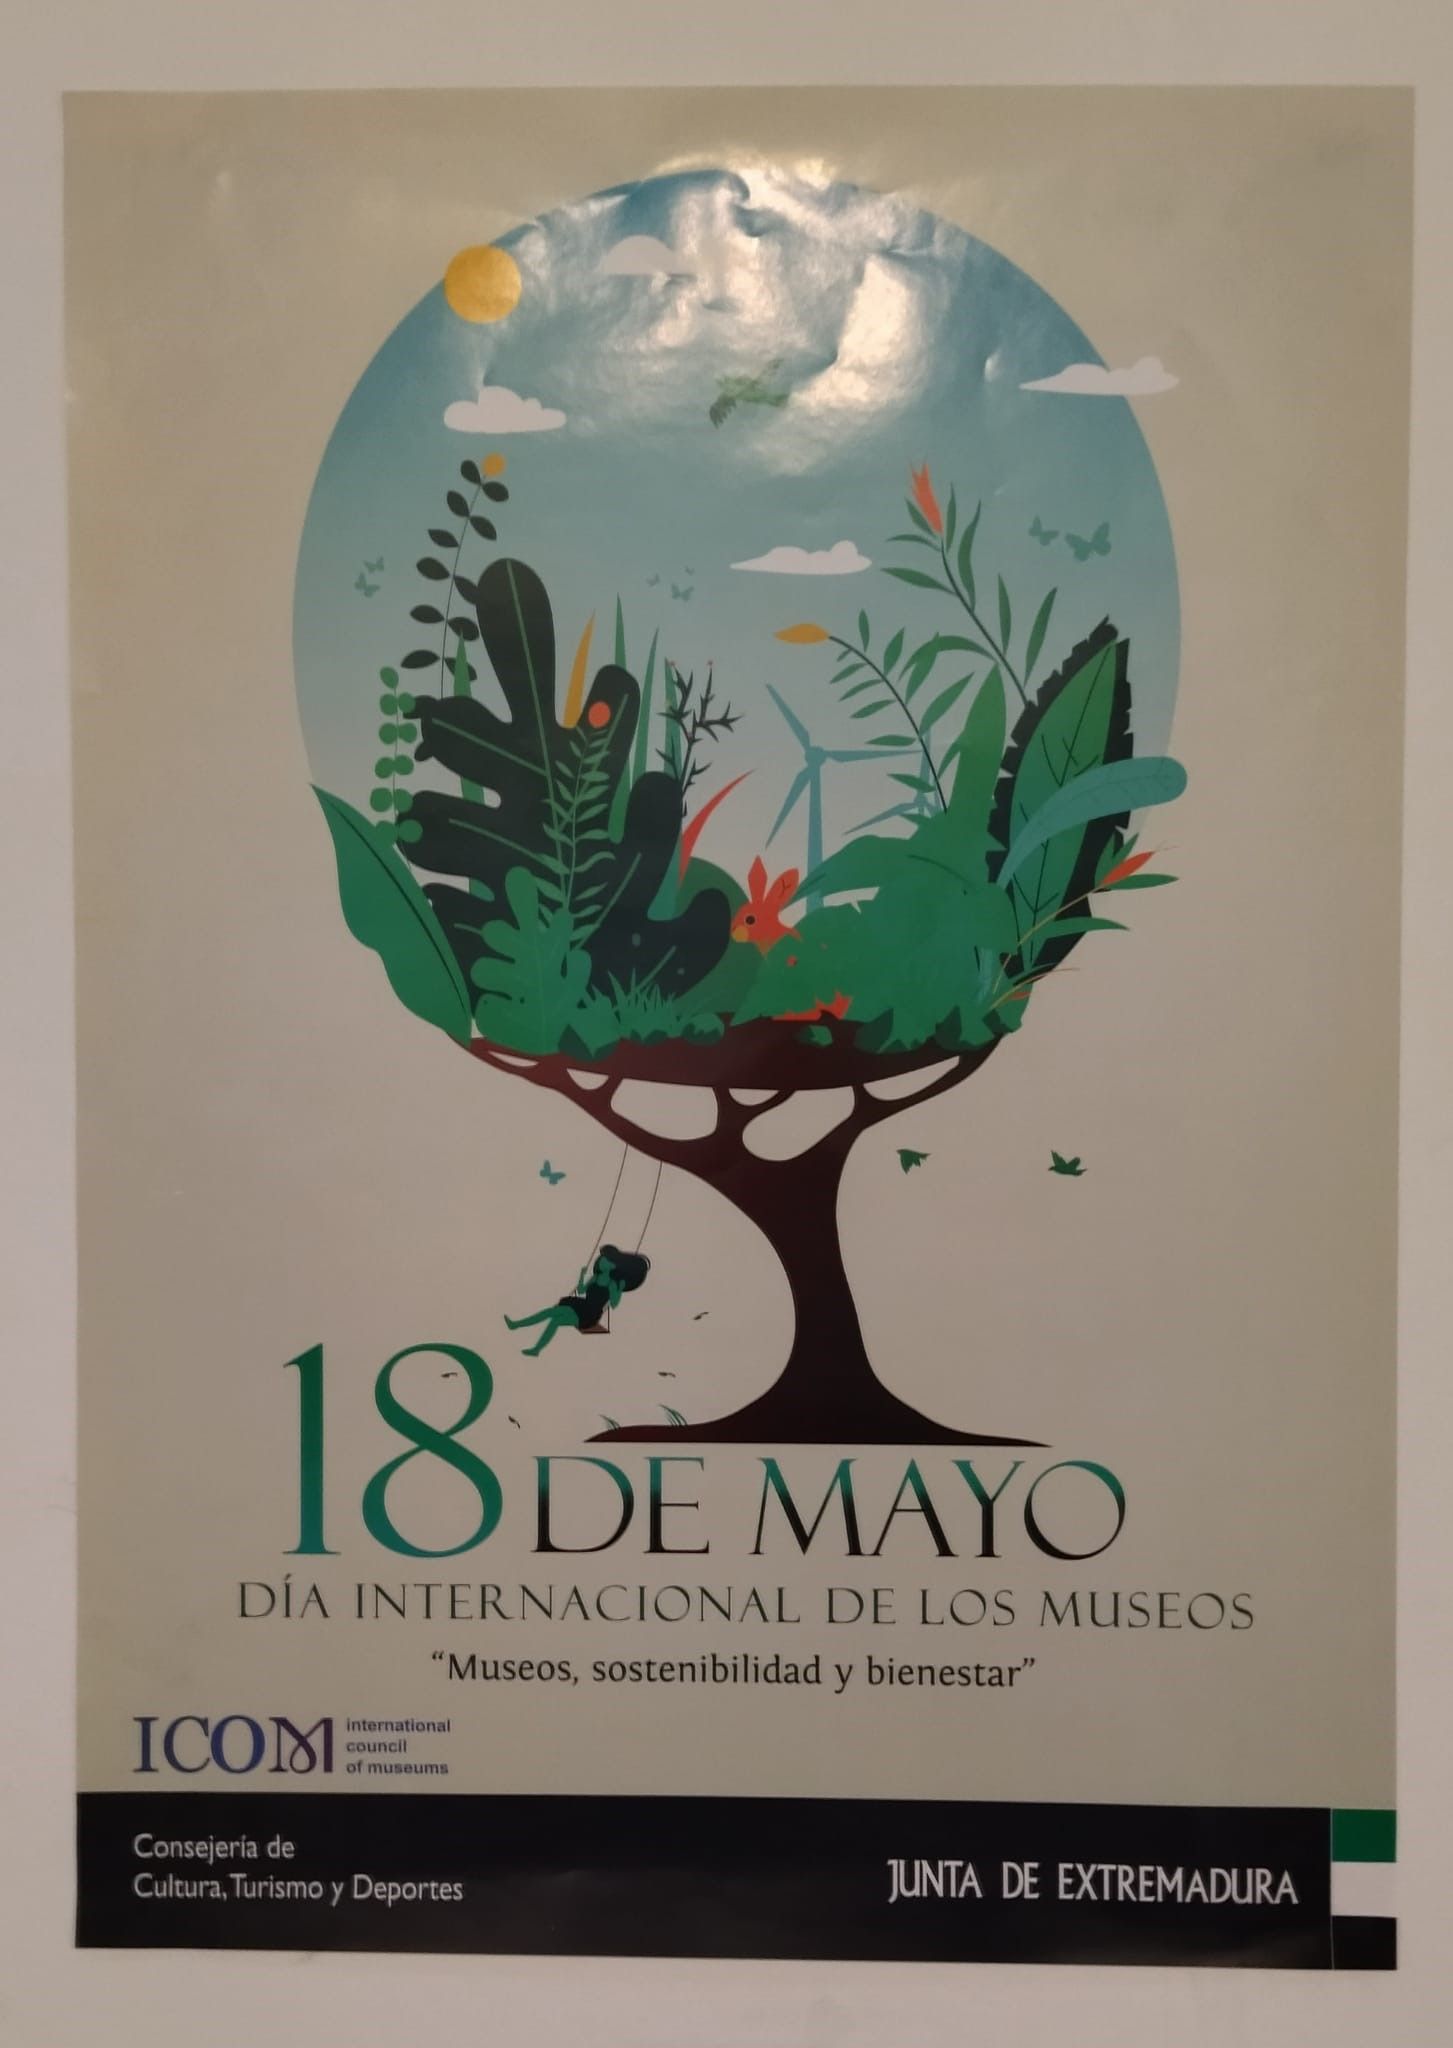 18 DE MAYO
DÍA INTERNACIONAL DE LOS MUSEOS
“Museos, sostenibilidad y bienestar”
ICOM
international
council
of museums
Consejería de
Cultura, Turismo y Deportes
JUNTA DE EXTREMADURA